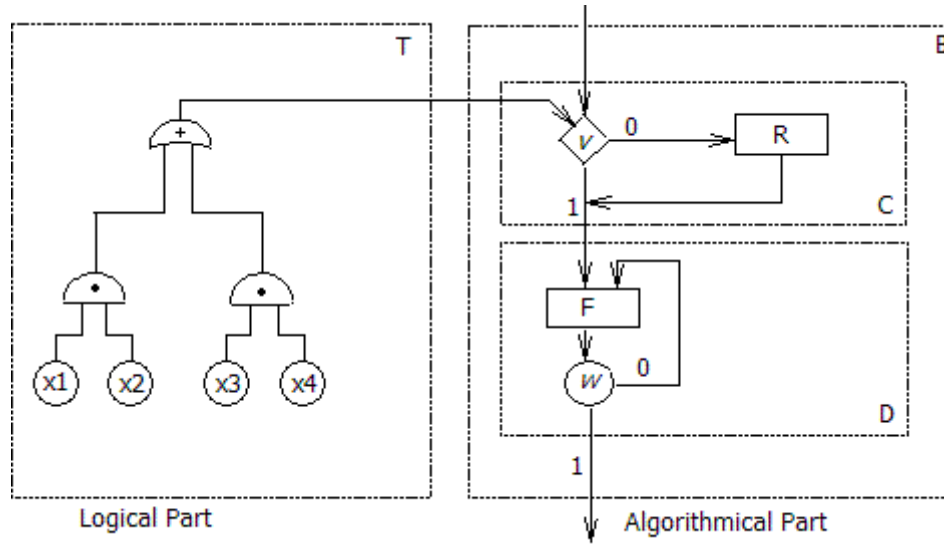 T
E
+
v
0
R
1
C
•
•
F
x1
x2
x3
x4
w
0
D
1
Logical Part
Algorithmical Part